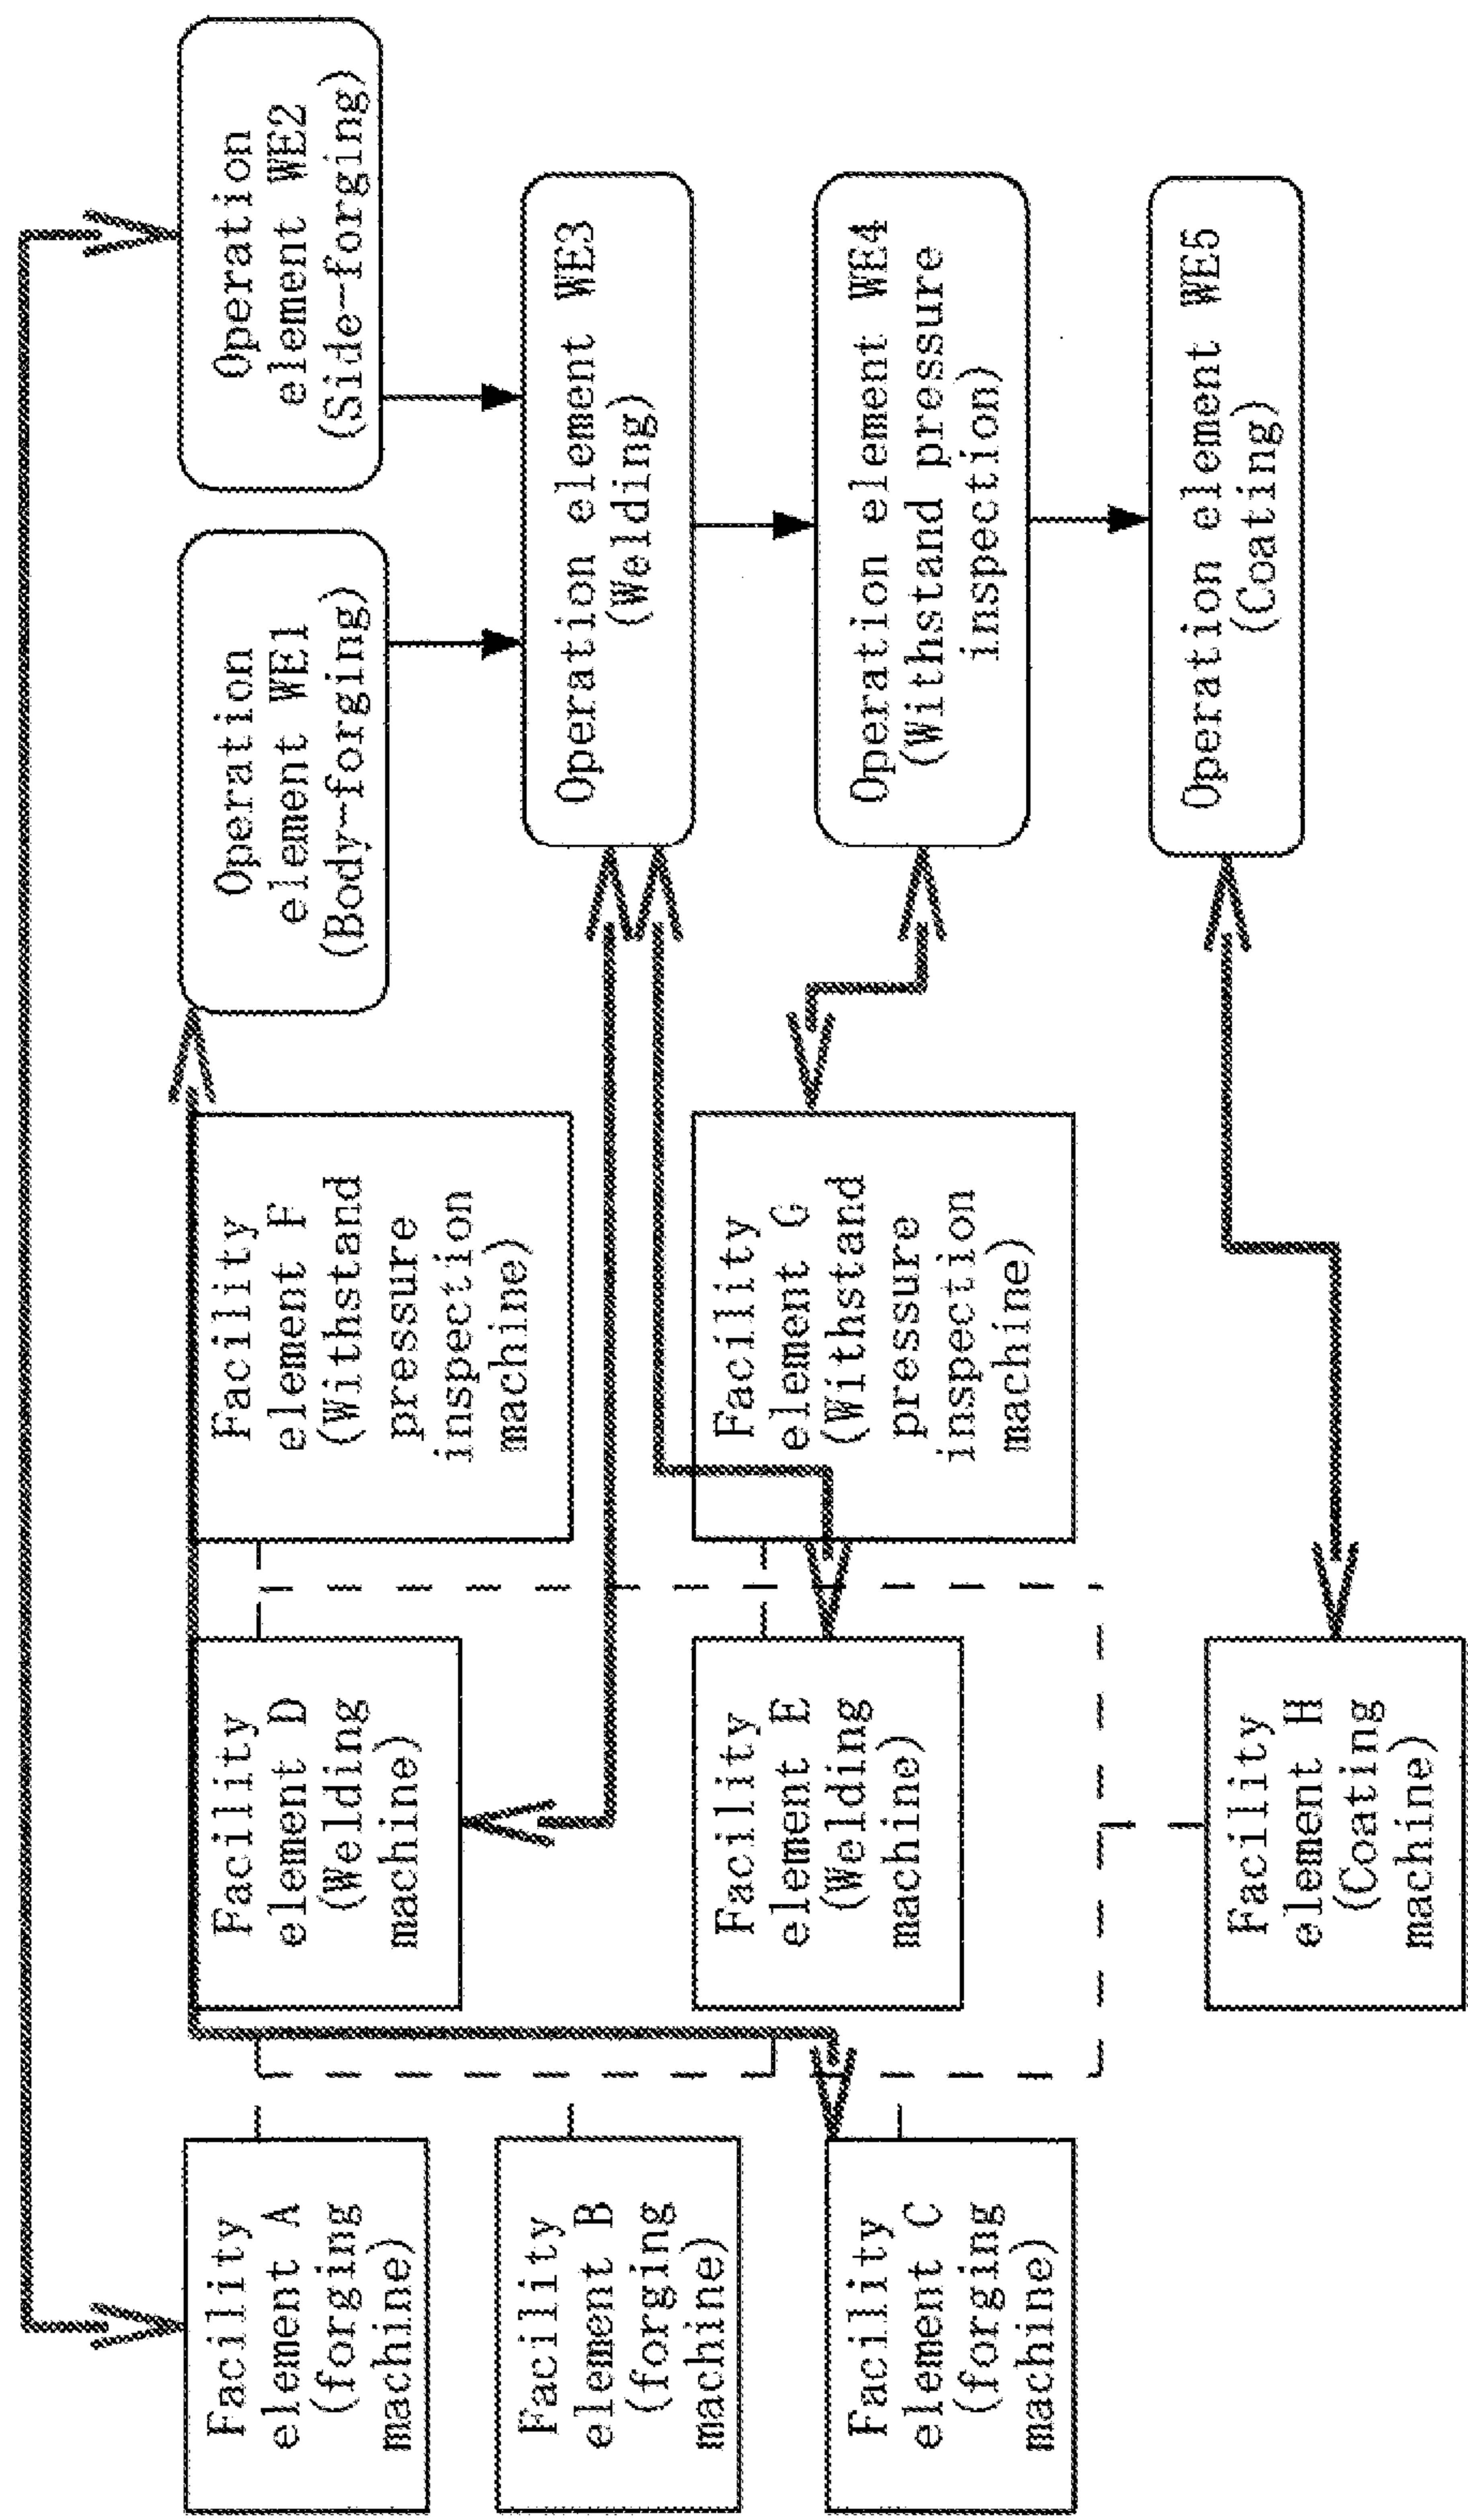 Facility
element A
(forging
machine)
Facility
element B
(forging
machine)
Facility
element C
(forging
machine)
Facility
element D
(Welding
machine)
Facility
element E
(Welding
machine)
Facility
element H
(Coating
machine)
Facility
element F
(Withstand
pressure
inspection
machine)
Facility
element G
(Withstand
pressure
inspection
machine)
Operation
element WE1
(Body-forging)
Operation
element WE2
(Side-forging)
Operation element WE3
(Welding)
Operation element WE4
(Withstand pressure
inspection)
Operation element WE5
(Coating)